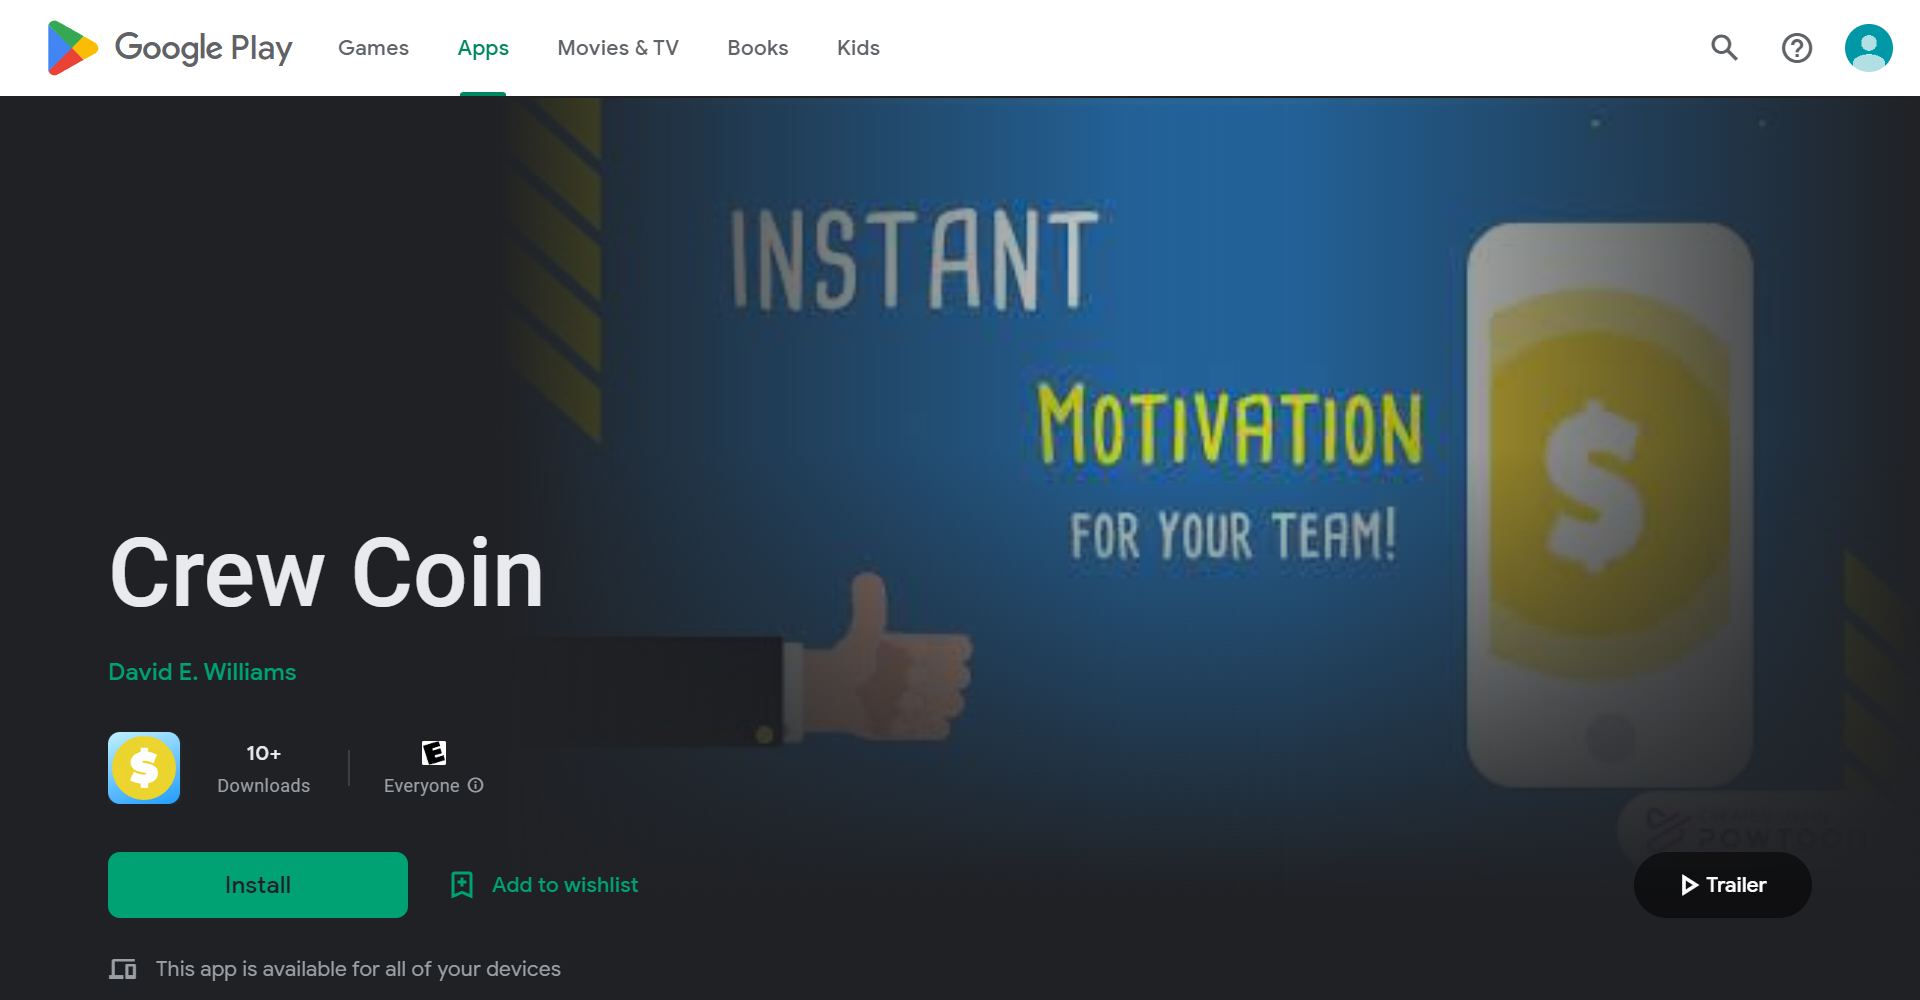 Google Play
Games
Apps
Movies & TV
Books
Kids
INSTANT
MOTIVATION
FOR YOUR TEAM!
$
Crew Coin
David E. Williams
$
10+
Downloads
E
Everyone
POWTOON
Install
Add to wishlist
Trailer
This app is available for all of your devices